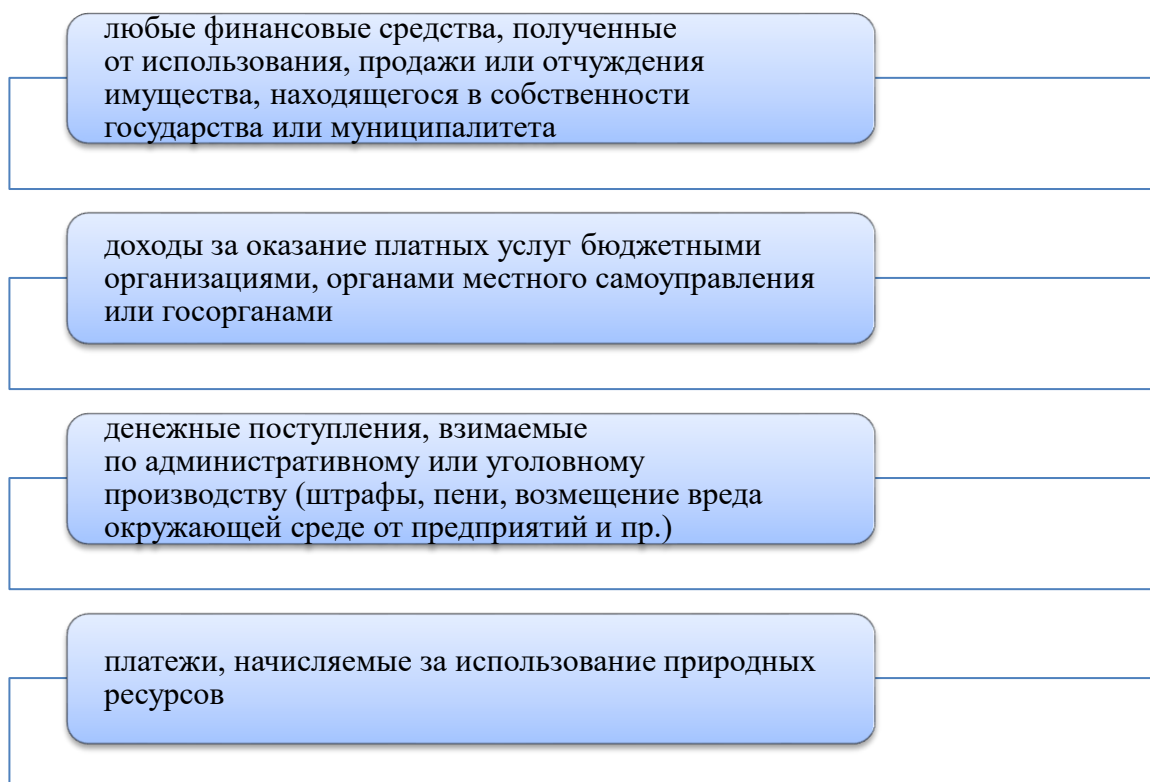 любые финансовые средства, полученные
от использования, продажи или отчуждения
имущества, находящегося в собственности
государства или муниципалитета
доходы за оказание платных услуг бюджетными
организациями, органами местного самоуправления
или госорганами
денежные поступления, взимаемые
по административному или уголовному
производству (штрафы, пени, возмещение вреда
окружающей среде от предприятий и пр.)
платежи, начисляемые за использование природных
ресурсов